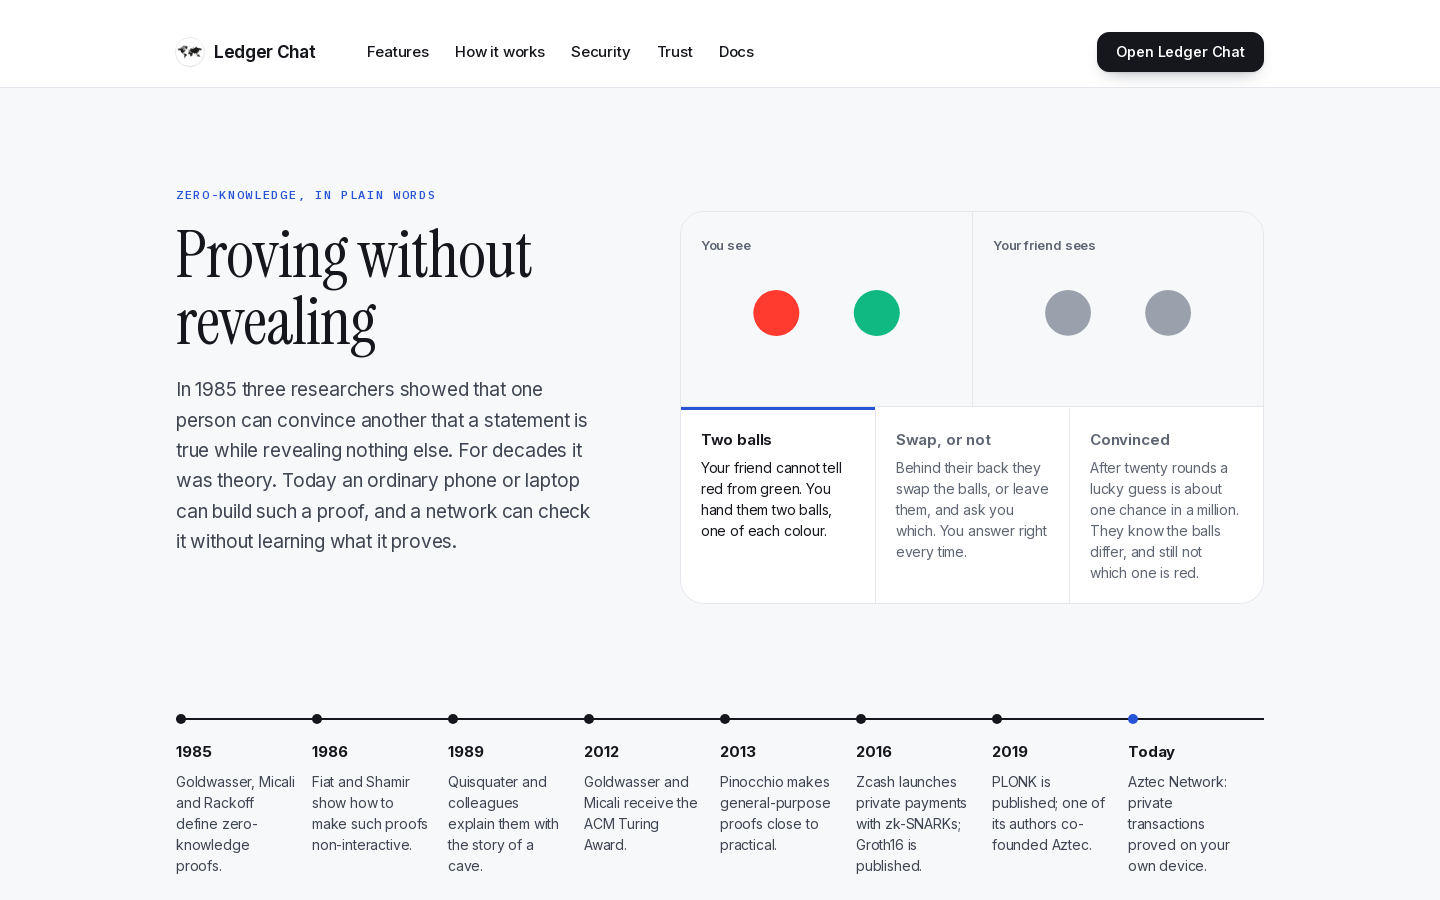 Ledger Chat
Features
How it works
Security
Trust
Docs
Open Ledger Chat
ZERO-KNOWLEDGE, IN PLAIN WORDS
Proving without
revealing
In 1985 three researchers showed that one
person can convince another that a statement is
true while revealing nothing else. For decades it
was theory. Today an ordinary phone or laptop
can build such a proof, and a network can check
it without learning what it proves.
You see
Your friend sees
Two balls
Your friend cannot tell
red from green. You
hand them two balls,
one of each colour.
Swap, or not
Behind their back they
swap the balls, or leave
them, and ask you
which. You answer right
every time.
Convinced
After twenty rounds a
lucky guess is about
one chance in a million.
They know the balls
differ, and still not
which one is red.
1985
Goldwasser, Micali
and Rackoff
define zero-
knowledge
proofs.
1986
Fiat and Shamir
show how to
make such proofs
non-interactive.
1989
Quisquater and
colleagues
explain them with
the story of a
cave.
2012
Goldwasser and
Micali receive the
ACM Turing
Award.
2013
Pinocchio makes
general-purpose
proofs close to
practical.
2016
Zcash launches
private payments
with zk-SNARKs;
Groth16 is
published.
2019
PLONK is
published; one of
its authors co-
founded Aztec.
Today
Aztec Network:
private
transactions
proved on your
own device.